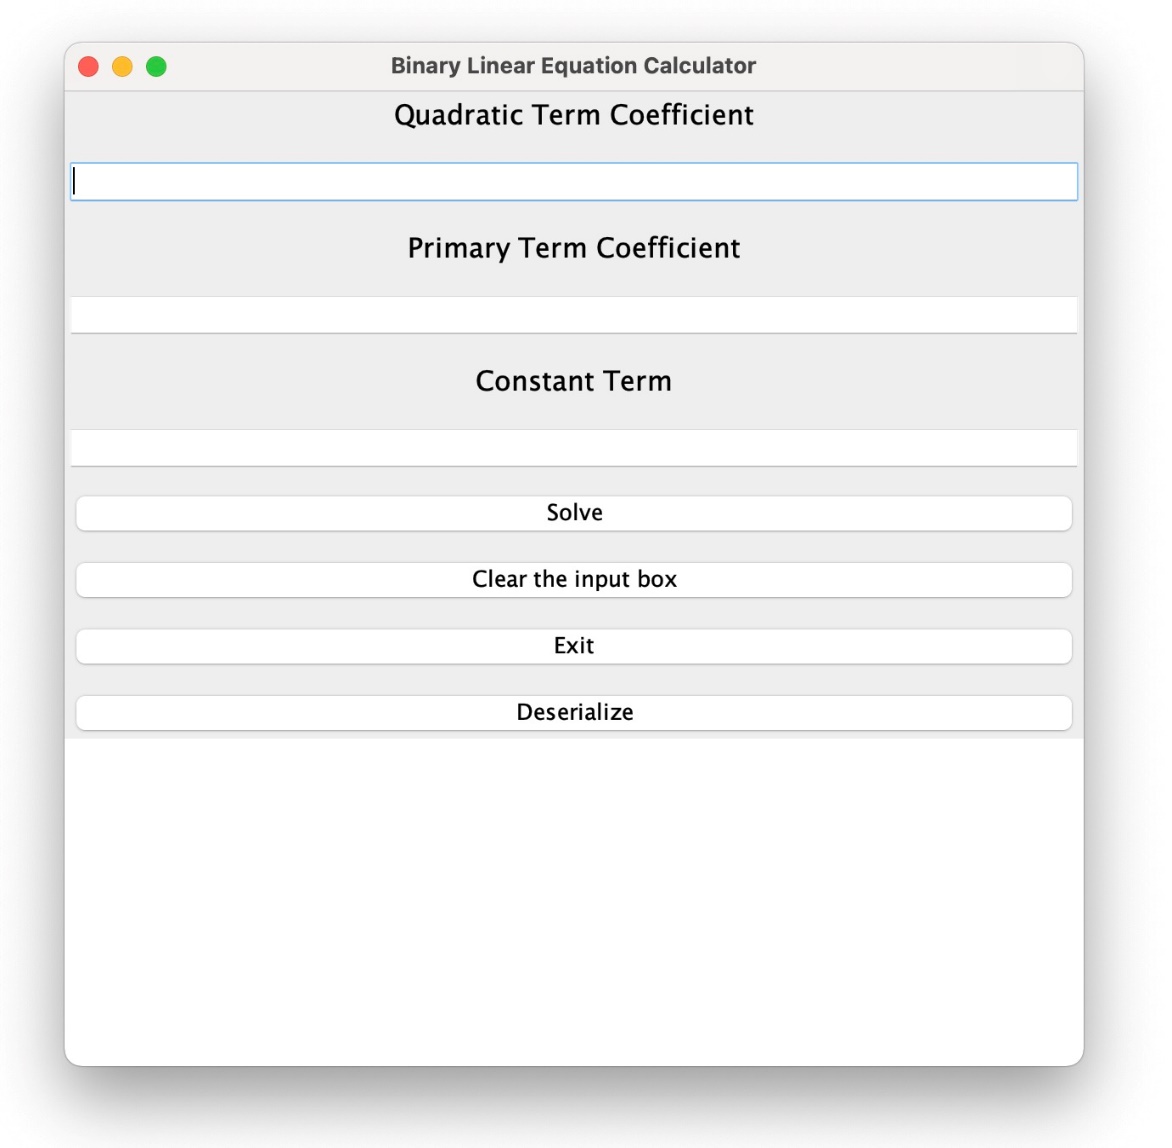 Binary Linear Equation Calculator
Quadratic Term Coefficient
Primary Term Coefficient
Constant Term
Solve
Clear the input box
Exit
Deserialize